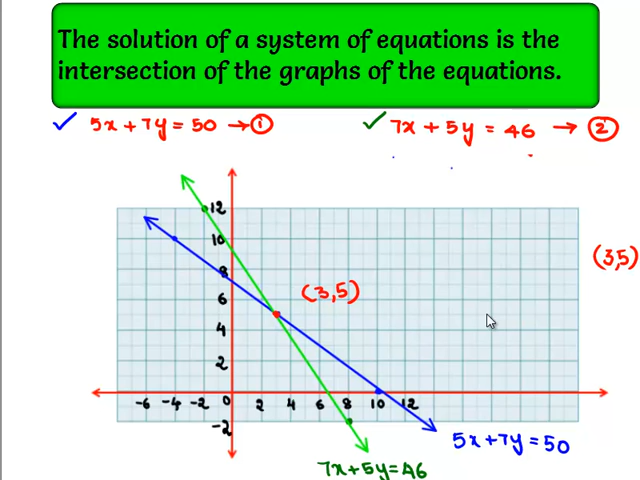 The solution of a system of equations is the
intersection of the graphs of the equations.
✓ 5x + 7y = 50 → ① ✓ 7x + 5y = 46 → ②
12
10
8
6
4
2
-6 -4 -2 0 2 4 6 8 10 12
-2
(3,5)
(3,5)
5x + 7y = 50
7x + 5y = 46